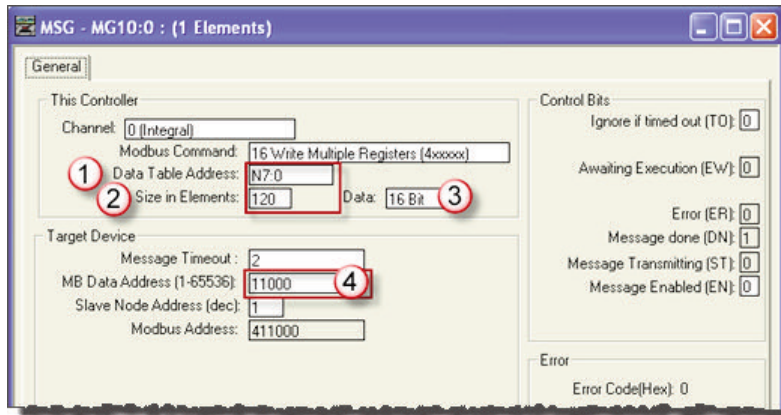 MSG - MG10:0 : (1 Elements)
General
This Controller
Channel: 0 (Integral)
Modbus Command: 16 Write Multiple Registers (4xxxxx)
1 Data Table Address: N7:0
2 Size in Elements: 120 Data: 16 Bit 3
Target Device
Message Timeout : 2
MB Data Address (1-65536): 11000 4
Slave Node Address (dec): 1
Modbus Address: 411000
Control Bits
Ignore if timed out (TO): 0
Awaiting Execution (EW): 0
Error (ER): 0
Message done (DN): 1
Message Transmitting (ST): 0
Message Enabled (EN): 0
Error
Error Code(Hex): 0